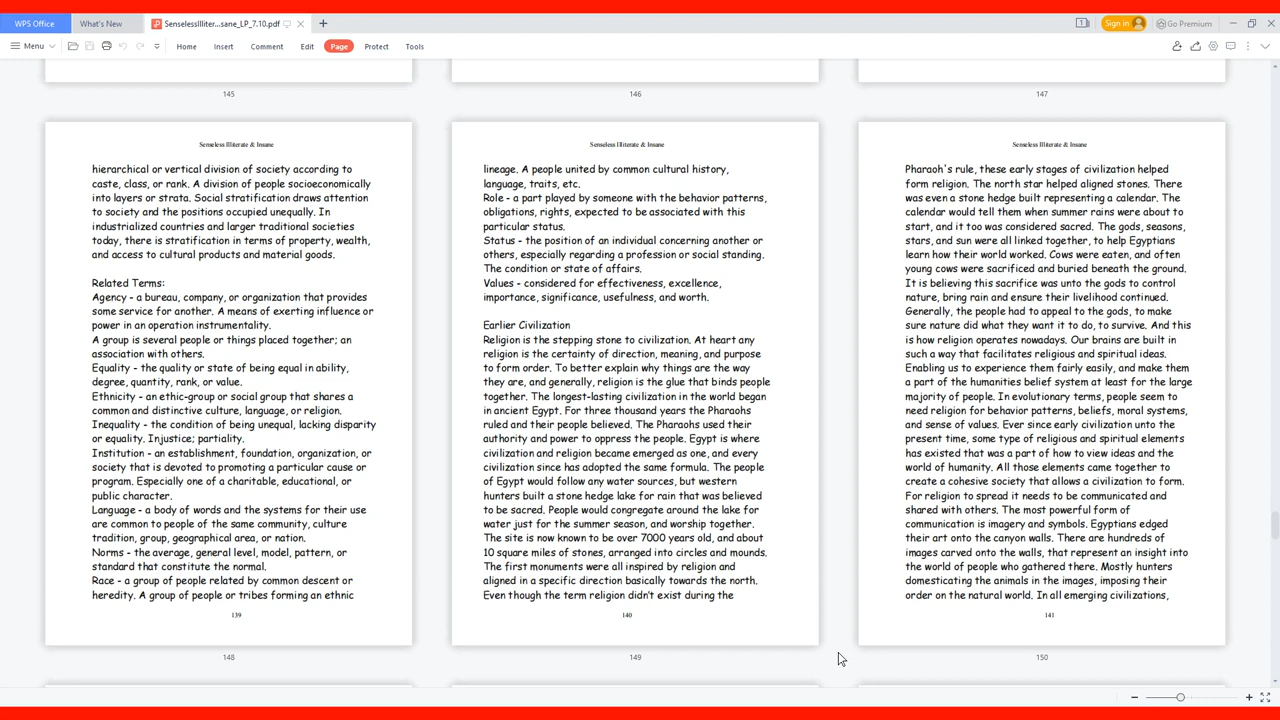 WPS Office
What's New
SenselessIlliter...sane_LP_7.10.pdf
1
Sign in
Go Premium
Menu
Home
Insert
Comment
Edit
Page
Protect
Tools
145
146
147
Senseless Illiterate & Insane
hierarchical or vertical division of society according to
caste, class, or rank. A division of people socioeconomically
into layers or strata. Social stratification draws attention
to society and the positions occupied unequally. In
industrialized countries and larger traditional societies
today, there is stratification in terms of property, wealth,
and access to cultural products and material goods.
Related Terms:
Agency - a bureau, company, or organization that provides
some service for another. A means of exerting influence or
power in an operation instrumentality.
A group is several people or things placed together; an
association with others.
Equality - the quality or state of being equal in ability,
degree, quantity, rank, or value.
Ethnicity - an ethic-group or social group that shares a
common and distinctive culture, language, or religion.
Inequality - the condition of being unequal, lacking disparity
or equality. Injustice; partiality.
Institution - an establishment, foundation, organization, or
society that is devoted to promoting a particular cause or
program. Especially one of a charitable, educational, or
public character.
Language - a body of words and the systems for their use
are common to people of the same community, culture
tradition, group, geographical area, or nation.
Norms - the average, general level, model, pattern, or
standard that constitute the normal.
Race - a group of people related by common descent or
heredity. A group of people or tribes forming an ethnic
139
148
Senseless Illiterate & Insane
lineage. A people united by common cultural history,
language, traits, etc.
Role - a part played by someone with the behavior patterns,
obligations, rights, expected to be associated with this
particular status.
Status - the position of an individual concerning another or
others, especially regarding a profession or social standing.
The condition or state of affairs.
Values - considered for effectiveness, excellence,
importance, significance, usefulness, and worth.
Earlier Civilization
Religion is the stepping stone to civilization. At heart any
religion is the certainty of direction, meaning, and purpose
to form order. To better explain why things are the way
they are, and generally, religion is the glue that binds people
together. The longest-lasting civilization in the world began
in ancient Egypt. For three thousand years the Pharaohs
ruled and their people believed. The Pharaohs used their
authority and power to oppress the people. Egypt is where
civilization and religion became emerged as one, and every
civilization since has adopted the same formula. The people
of Egypt would follow any water sources, but western
hunters built a stone hedge lake for rain that was believed
to be sacred. People would congregate around the lake for
water just for the summer season, and worship together.
The site is now known to be over 7000 years old, and about
10 square miles of stones, arranged into circles and mounds.
The first monuments were all inspired by religion and
aligned in a specific direction basically towards the north.
Even though the term religion didn't exist during the
140
149
Senseless Illiterate & Insane
Pharaoh's rule, these early stages of civilization helped
form religion. The north star helped aligned stones. There
was even a stone hedge built representing a calendar. The
calendar would tell them when summer rains were about to
start, and it too was considered sacred. The gods, seasons,
stars, and sun were all linked together, to help Egyptians
learn how their world worked. Cows were eaten, and often
young cows were sacrificed and buried beneath the ground.
It is believing this sacrifice was unto the gods to control
nature, bring rain and ensure their livelihood continued.
Generally, the people had to appeal to the gods, to make
sure nature did what they want it to do, to survive. And this
is how religion operates nowadays. Our brains are built in
such a way that facilitates religious and spiritual ideas.
Enabling us to experience them fairly easily, and make them
a part of the humanities belief system at least for the large
majority of people. In evolutionary terms, people seem to
need religion for behavior patterns, beliefs, moral systems,
and sense of values. Ever since early civilization unto the
present time, some type of religious and spiritual elements
has existed that was a part of how to view ideas and the
world of humanity. All those elements came together to
create a cohesive society that allows a civilization to form.
For religion to spread it needs to be communicated and
shared with others. The most powerful form of
communication is imagery and symbols. Egyptians edged
their art onto the canyon walls. There are hundreds of
images carved onto the walls, that represent an insight into
the world of people who gathered there. Mostly hunters
domesticating the animals in the images, imposing their
order on the natural world. In all emerging civilizations,
141
150